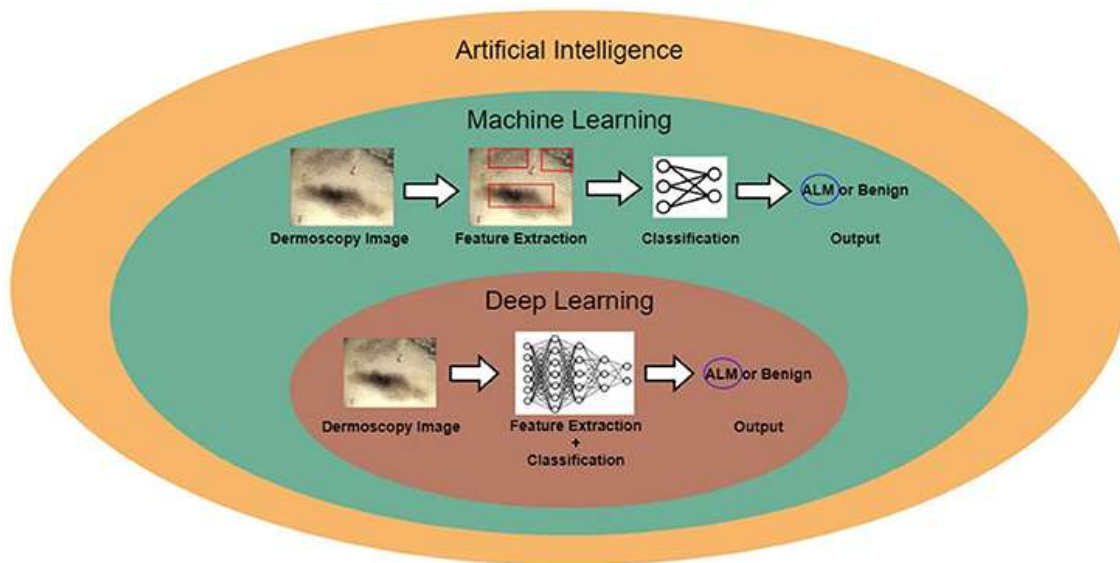 Artificial Intelligence
Machine Learning
Dermoscopy Image
Feature Extraction
Classification
ALM or Benign
Output
Deep Learning
Dermoscopy Image
Feature Extraction
+
Classification
ALM or Benign
Output